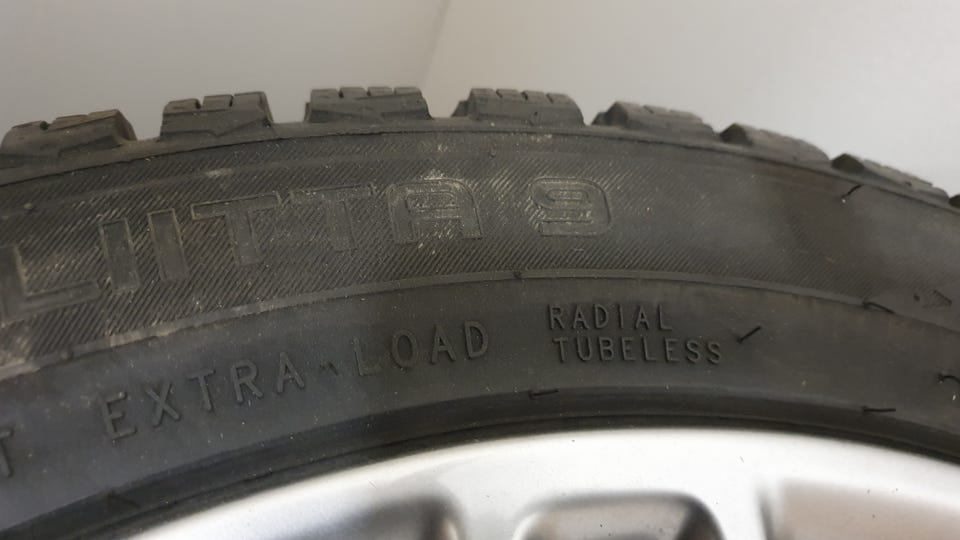 LITTA 9
T EXTRA LOAD
RADIAL
TUBELESS